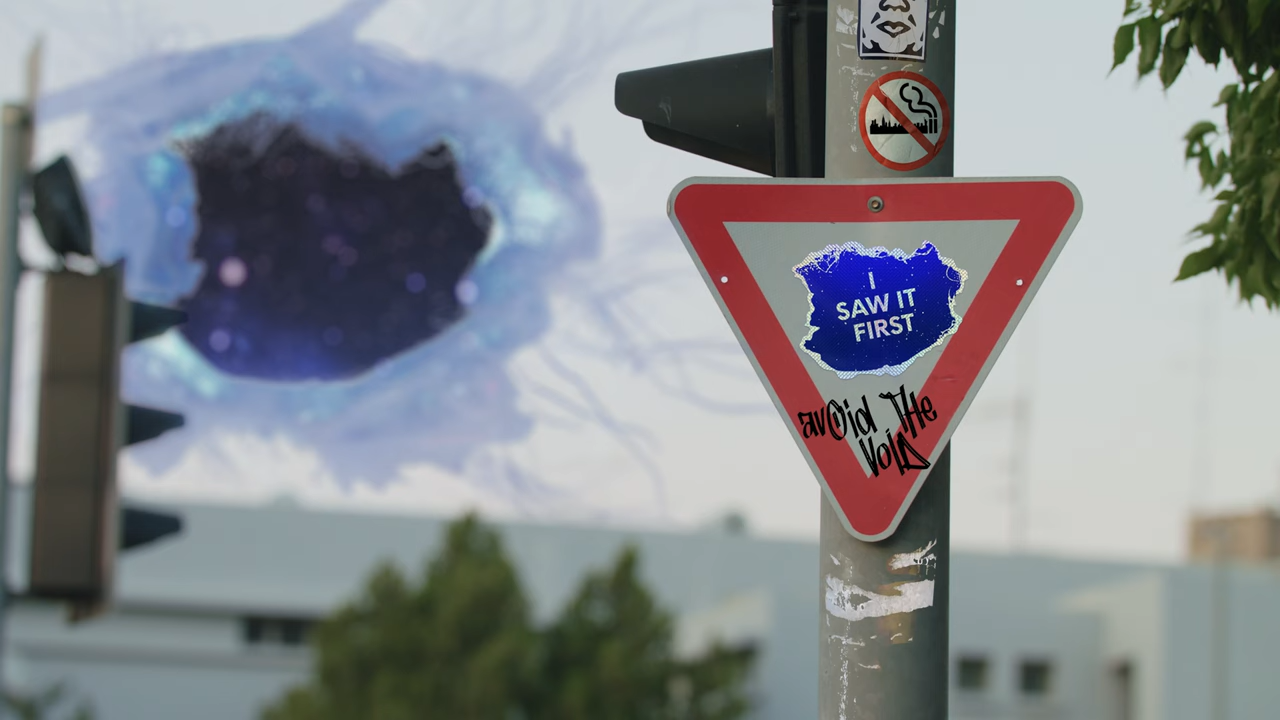 I
SAW IT
FIRST
avOid THe
VoiD